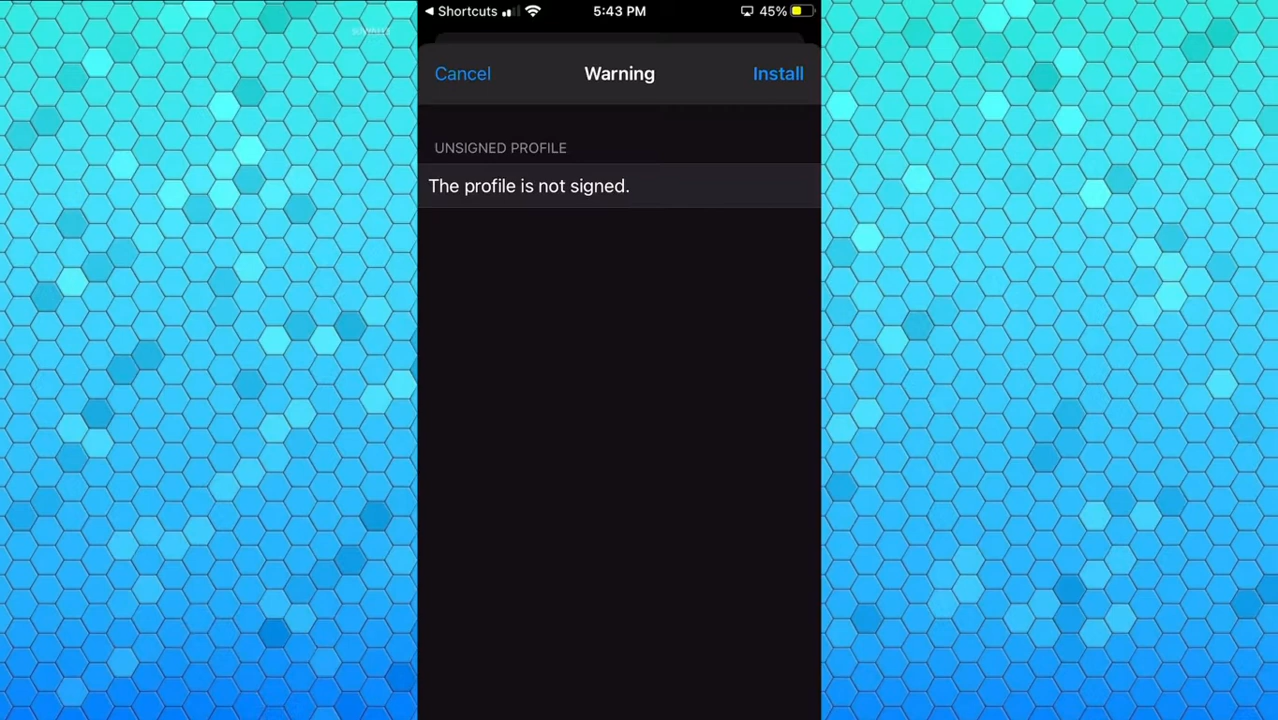 Shortcuts 5:43 PM 45%
Cancel Warning Install
UNSIGNED PROFILE
The profile is not signed.